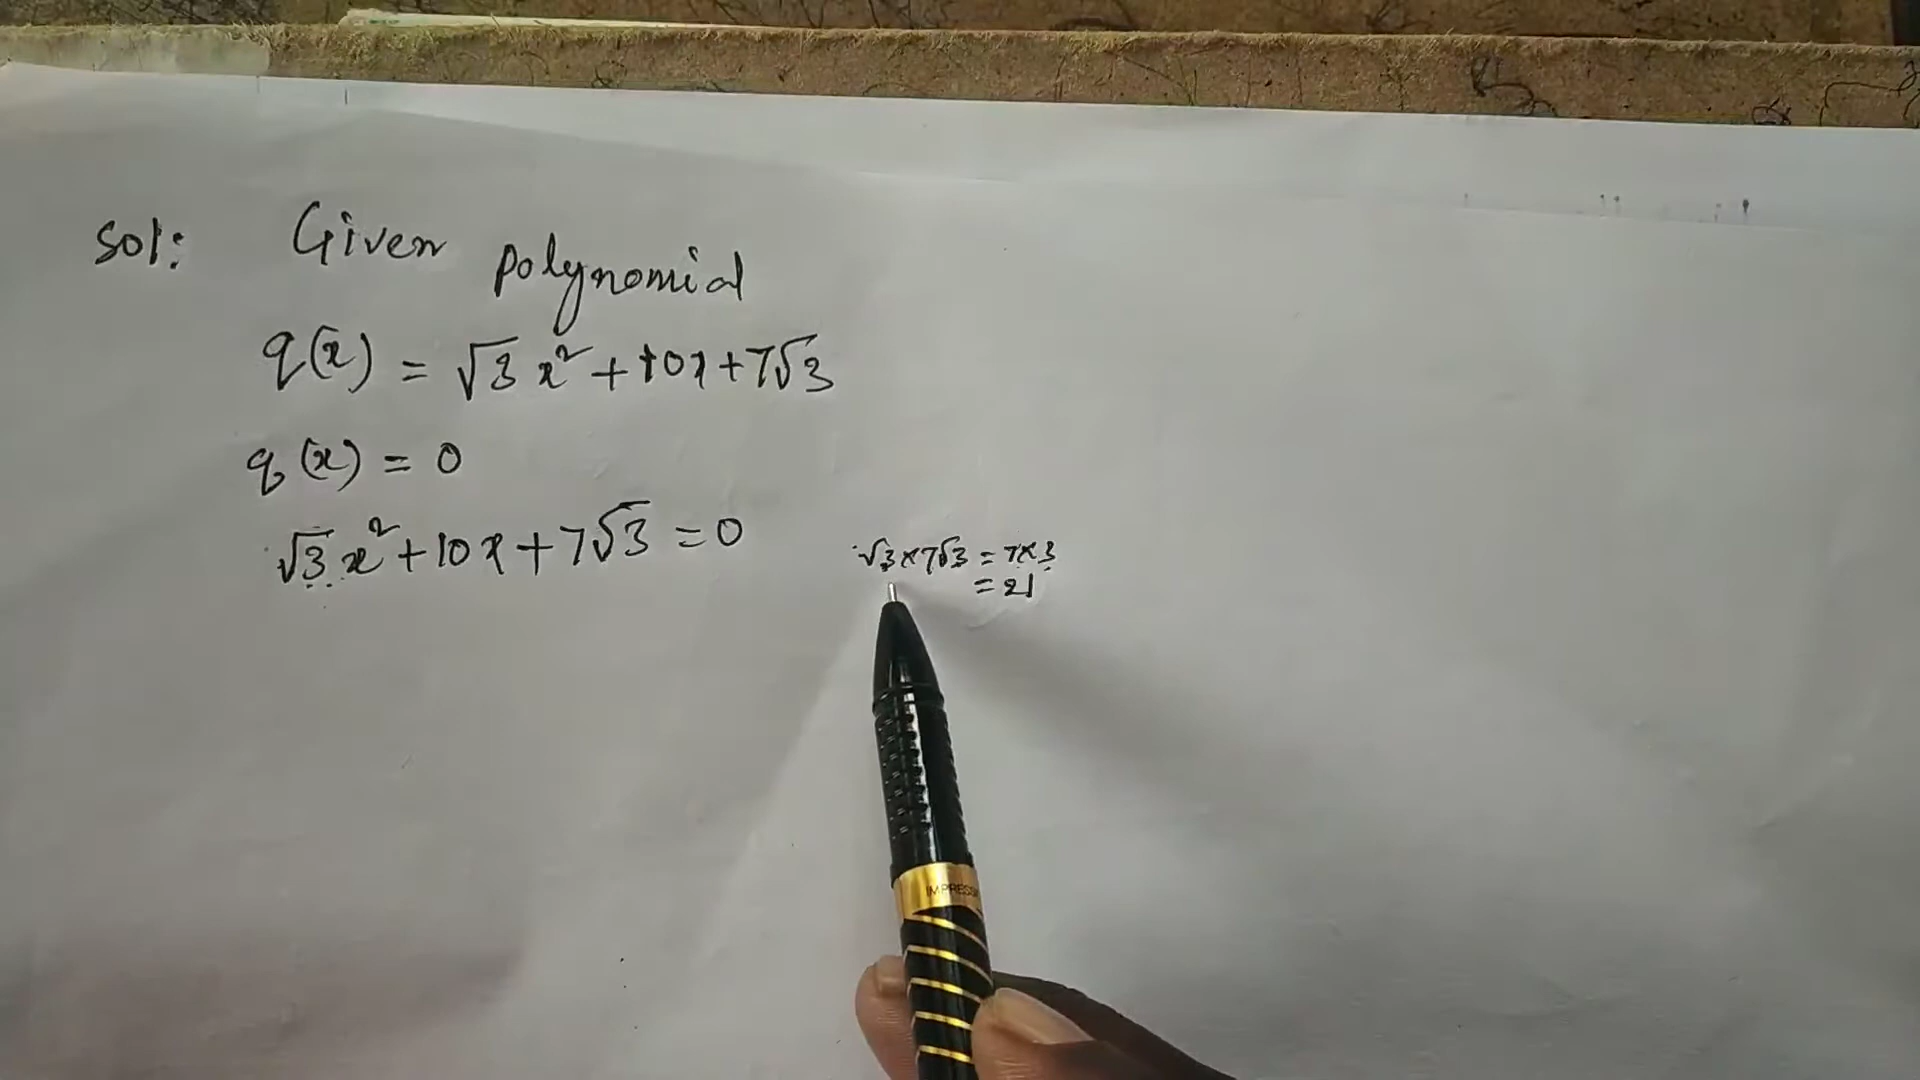 Sol: Given polynomial
q(x) = √3 x² + 10x + 7√3
q(x) = 0
√3 x² + 10x + 7√3 = 0
√3 × 7√3 = 7 × 3
= 21